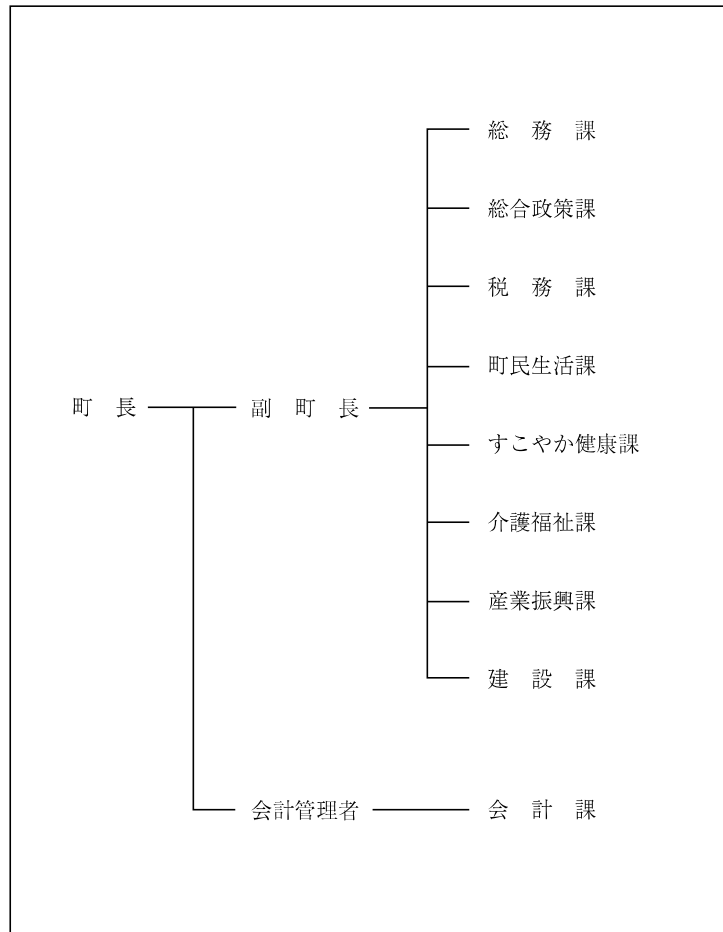 総務課
総合政策課
税務課
町民生活課
町長
副町長
すこやか健康課
介護福祉課
産業振興課
建設課
会計管理者
会計課